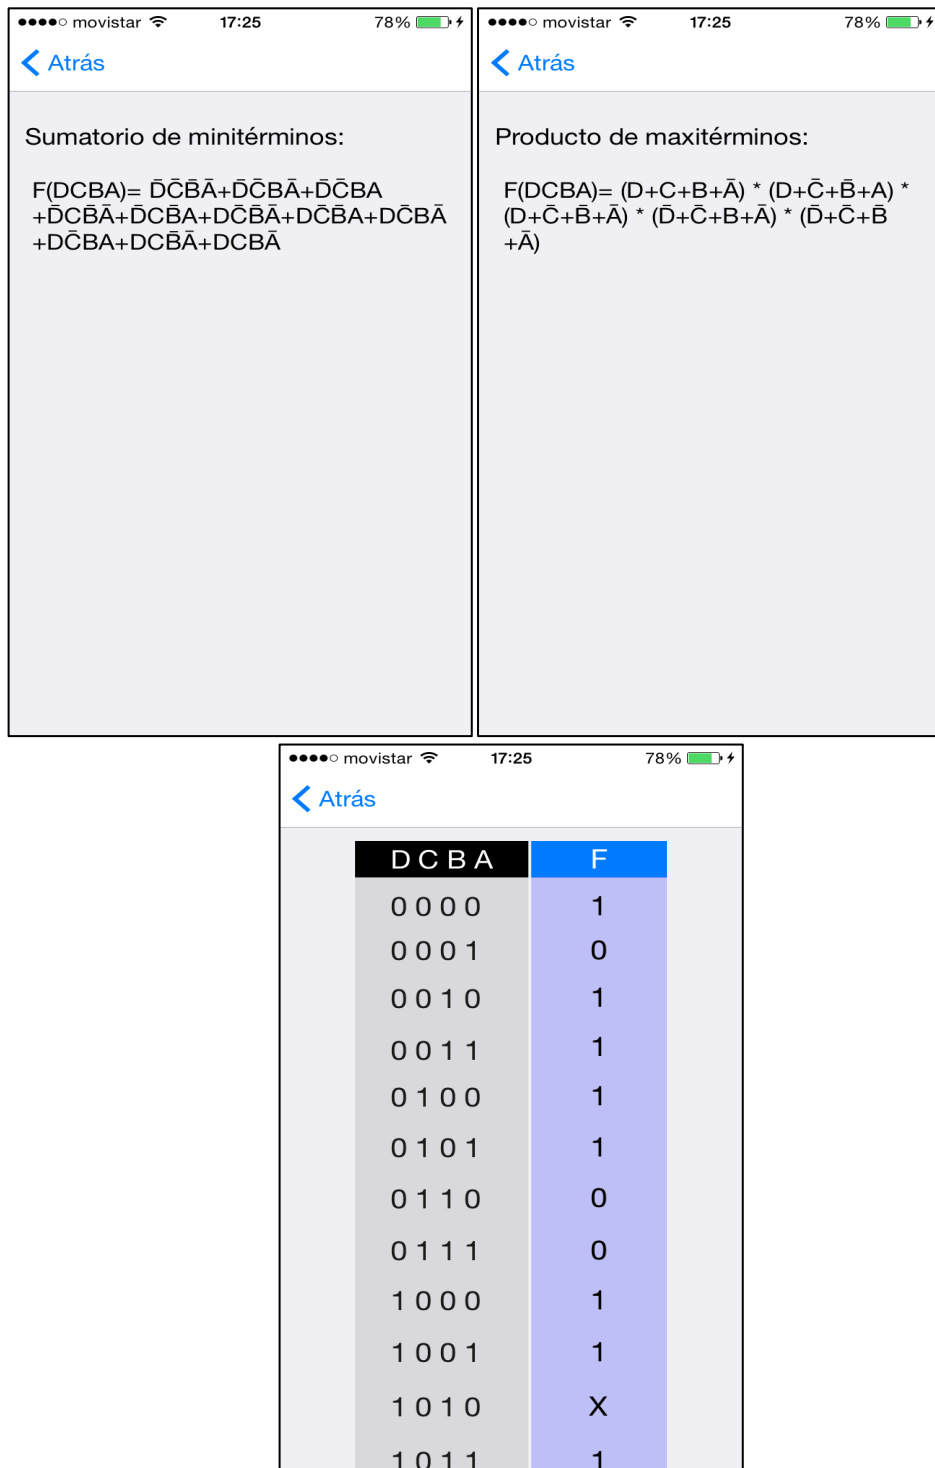 ●●●●○ movistar 17:25 78%
Atrás
Sumatorio de minitérminos:
F(DCBA)= D̄C̄B̄Ā+D̄C̄BĀ+D̄C̄BA
+D̄CB̄Ā+D̄CB̄A+DC̄B̄Ā+DC̄B̄A+DC̄BĀ
+DC̄BA+DCB̄Ā+DCBĀ
●●●●○ movistar 17:25 78%
Atrás
Producto de maxitérminos:
F(DCBA)= (D+C+B+Ā) * (D+C̄+B̄+A) *
(D+C̄+B̄+Ā) * (D̄+C̄+B+Ā) * (D̄+C̄+B̄
+Ā)
●●●●○ movistar 17:25 78%
Atrás
D C B A F
0 0 0 0 1
0 0 0 1 0
0 0 1 0 1
0 0 1 1 1
0 1 0 0 1
0 1 0 1 1
0 1 1 0 0
0 1 1 1 0
1 0 0 0 1
1 0 0 1 1
1 0 1 0 X
1 0 1 1 1